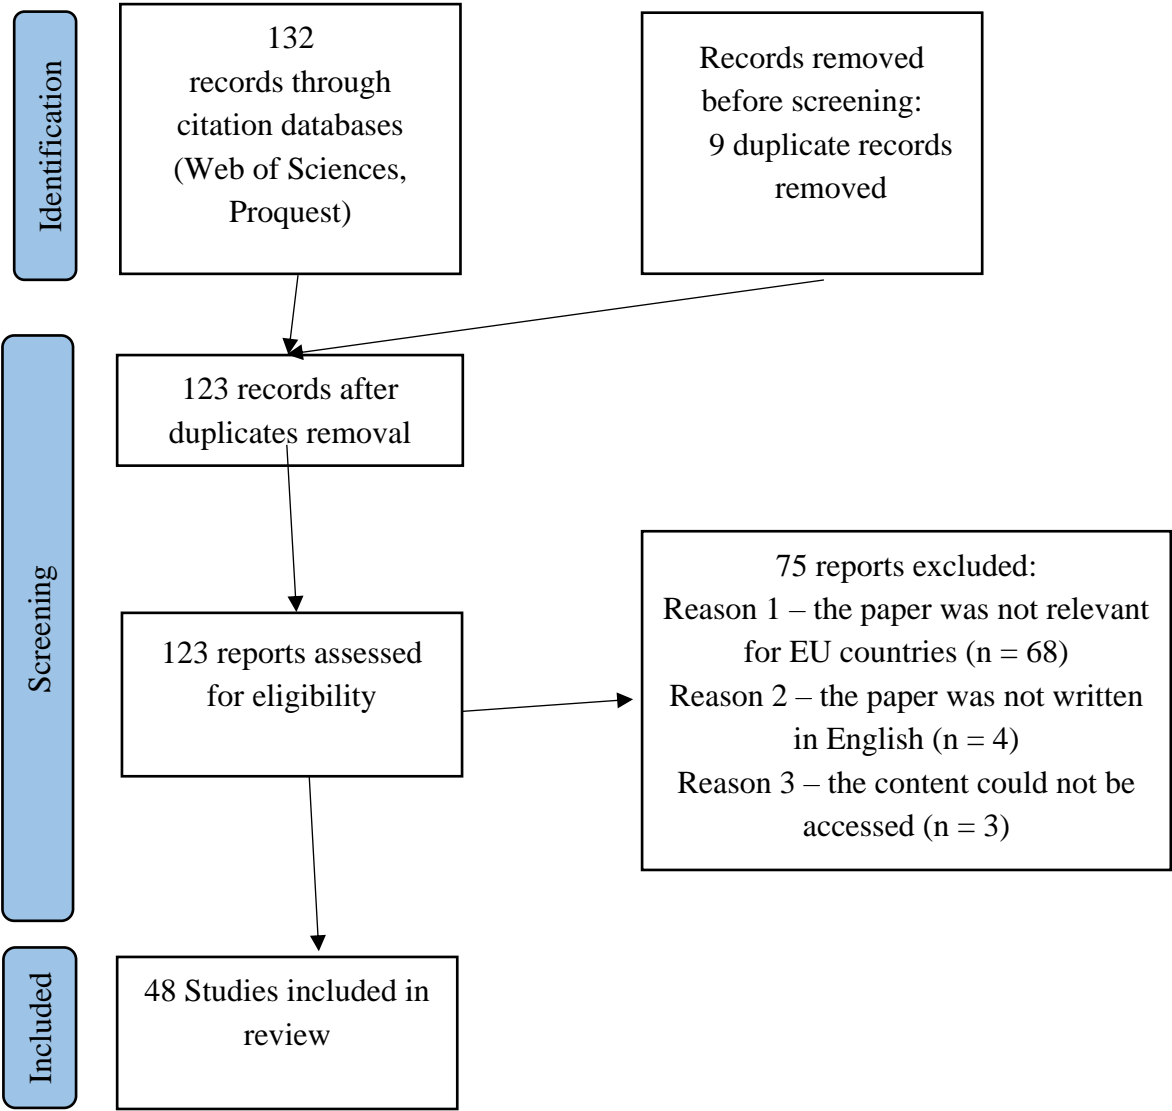 Identification
132
records through
citation databases
(Web of Sciences,
Proquest)
Records removed
before screening:
9 duplicate records
removed
Screening
123 records after
duplicates removal
123 reports assessed
for eligibility
75 reports excluded:
Reason 1 – the paper was not relevant
for EU countries (n = 68)
Reason 2 – the paper was not written
in English (n = 4)
Reason 3 – the content could not be
accessed (n = 3)
Included
48 Studies included in
review